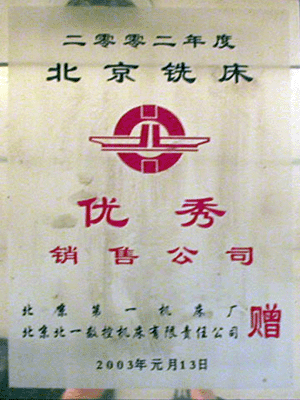 二零零二年度
北京铣床
优秀
销售公司
北京第一机床厂
北京北一数控机床有限责任公司
赠
2003年元月13日